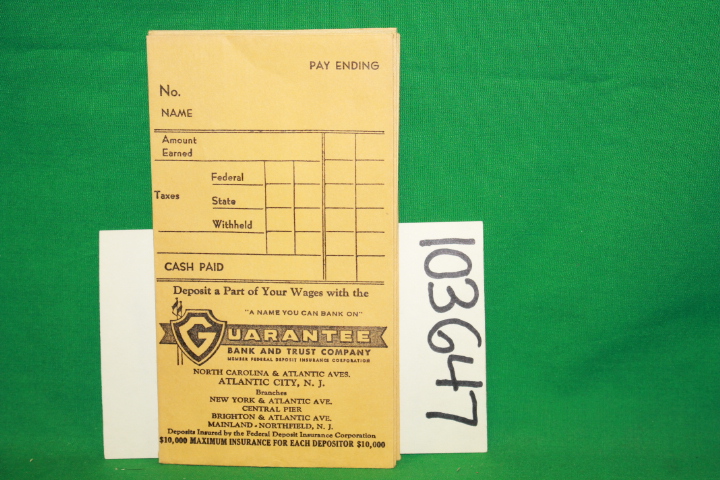 PAY ENDING
No.
NAME
Amount
Earned
Federal
Taxes
State
Withheld
CASH PAID
Deposit a Part of Your Wages with the
"A NAME YOU CAN BANK ON"
GUARANTEE
BANK AND TRUST COMPANY
MEMBER FEDERAL DEPOSIT INSURANCE CORPORATION
NORTH CAROLINA & ATLANTIC AVES.
ATLANTIC CITY, N. J.
Branches
NEW YORK & ATLANTIC AVE.
CENTRAL PIER
BRIGHTON & ATLANTIC AVE.
MAINLAND - NORTHFIELD, N. J.
Deposits Insured by the Federal Deposit Insurance Corporation
$10,000 MAXIMUM INSURANCE FOR EACH DEPOSITOR $10,000
103G47